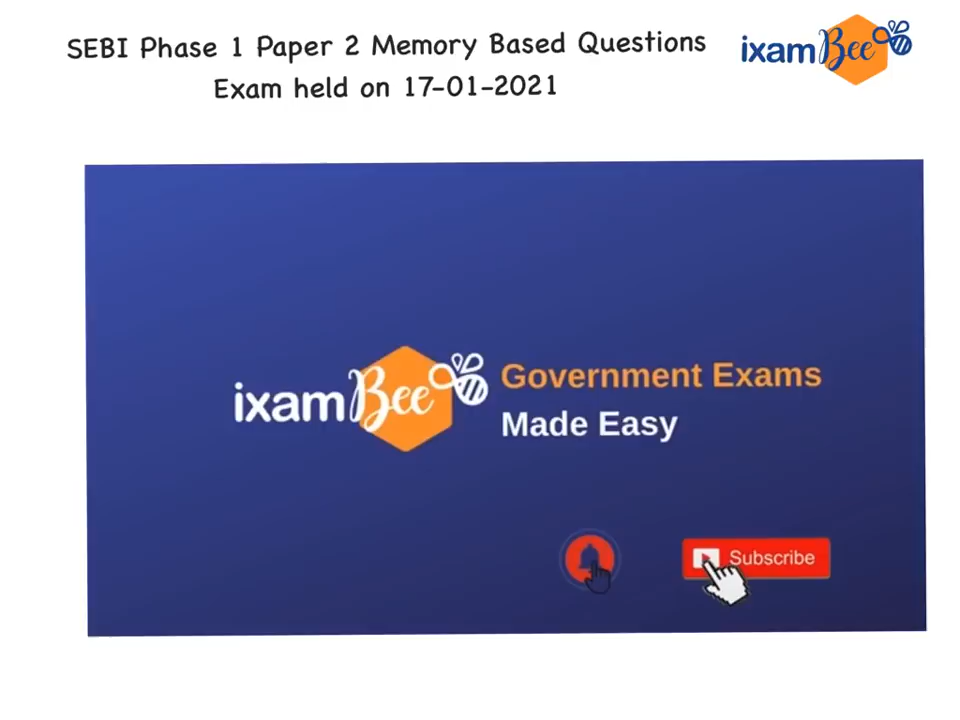 SEBI Phase 1 Paper 2 Memory Based Questions
Exam held on 17-01-2021
ixamBee
ixamBee
Government Exams
Made Easy
Subscribe